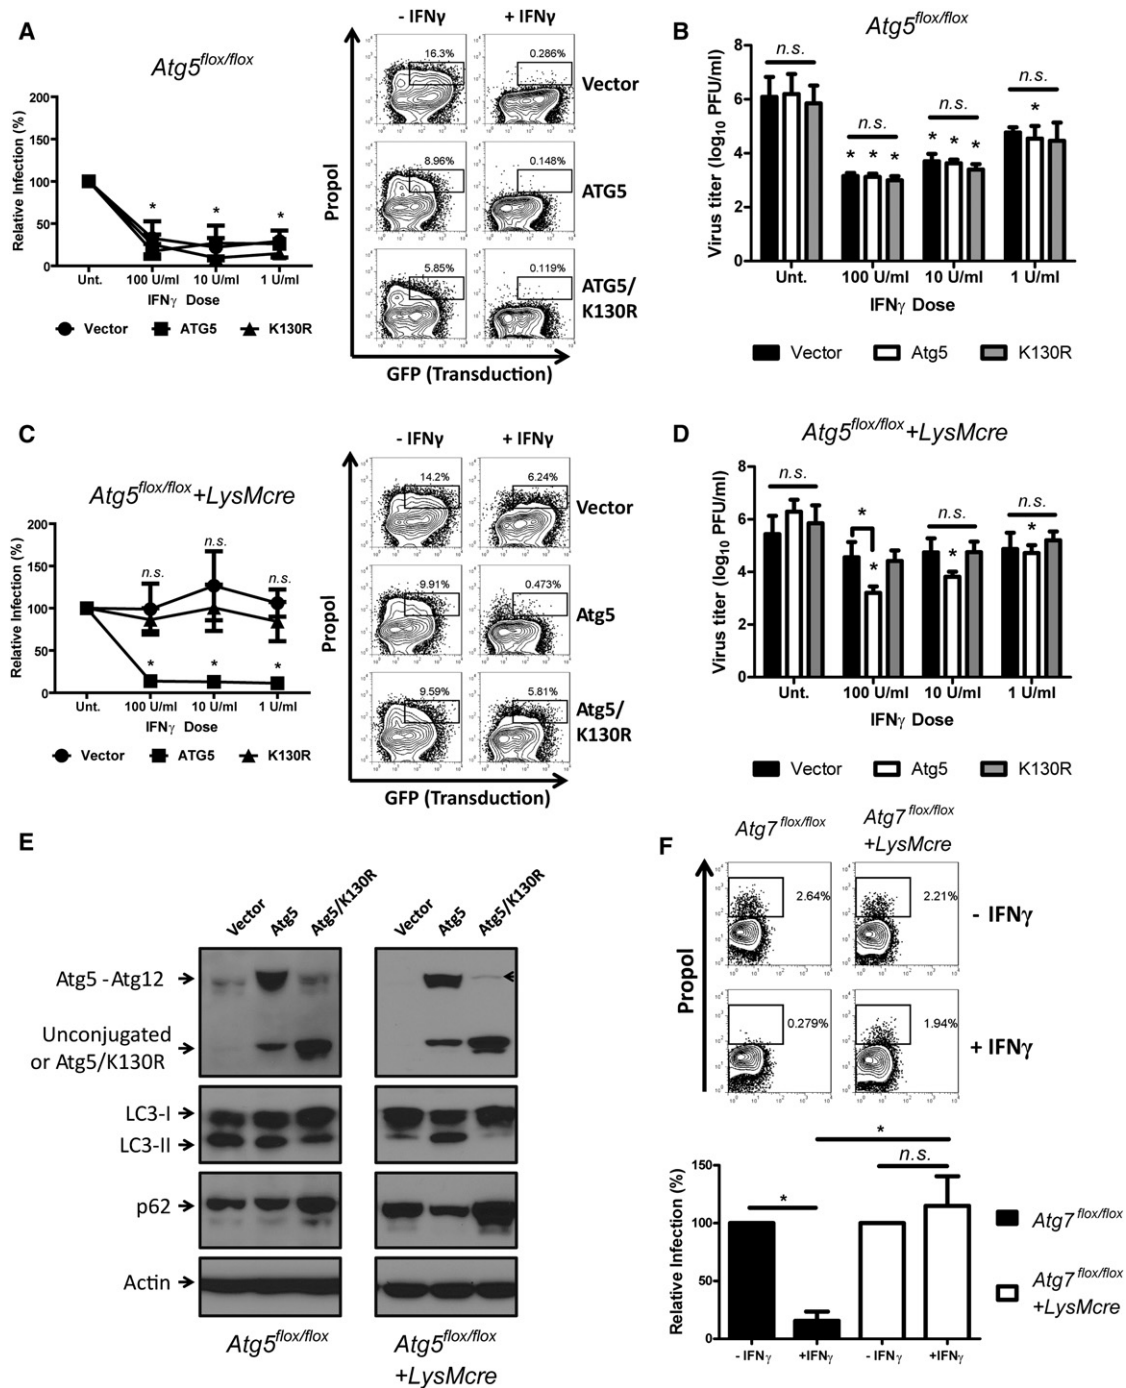 A
Atg5flox/flox
Relative Infection (%)
200
150
100
50
0
Unt.
100 U/ml
10 U/ml
1 U/ml
*
*
*
IFNγ Dose
Vector
ATG5
K130R
- IFNγ
+ IFNγ
16.3%
0.286%
Vector
8.96%
0.148%
ATG5
5.85%
0.119%
ATG5/
K130R
Propol
GFP (Transduction)
B
Atg5flox/flox
Virus titer (log10 PFU/ml)
8
6
4
2
0
n.s.
n.s.
* * *
n.s.
* * *
n.s.
*
Unt.
100 U/ml
10 U/ml
1 U/ml
IFNγ Dose
Vector
Atg5
K130R
C
Atg5flox/flox+LysMcre
Relative Infection (%)
200
150
100
50
0
n.s.
n.s.
n.s.
*
*
*
Unt.
100 U/ml
10 U/ml
1 U/ml
IFNγ Dose
Vector
ATG5
K130R
- IFNγ
+ IFNγ
14.2%
6.24%
Vector
9.91%
0.473%
Atg5
9.59%
5.81%
Atg5/
K130R
Propol
GFP (Transduction)
D
Atg5flox/flox+LysMcre
Virus titer (log10 PFU/ml)
8
6
4
2
0
n.s.
*
*
n.s.
*
n.s.
*
Unt.
100 U/ml
10 U/ml
1 U/ml
IFNγ Dose
Vector
Atg5
K130R
E
Vector
Atg5
Atg5/K130R
Vector
Atg5
Atg5/K130R
Atg5 -Atg12
Unconjugated
or Atg5/K130R
LC3-I
LC3-II
p62
Actin
Atg5flox/flox
Atg5flox/flox
+LysMcre
F
Atg7flox/flox
Atg7flox/flox
+LysMcre
2.64%
2.21%
- IFNγ
0.279%
1.94%
+ IFNγ
Propol
Relative Infection (%)
150
100
50
0
*
*
n.s.
- IFNγ
+IFNγ
- IFNγ
+IFNγ
Atg7flox/flox
Atg7flox/flox
+LysMcre